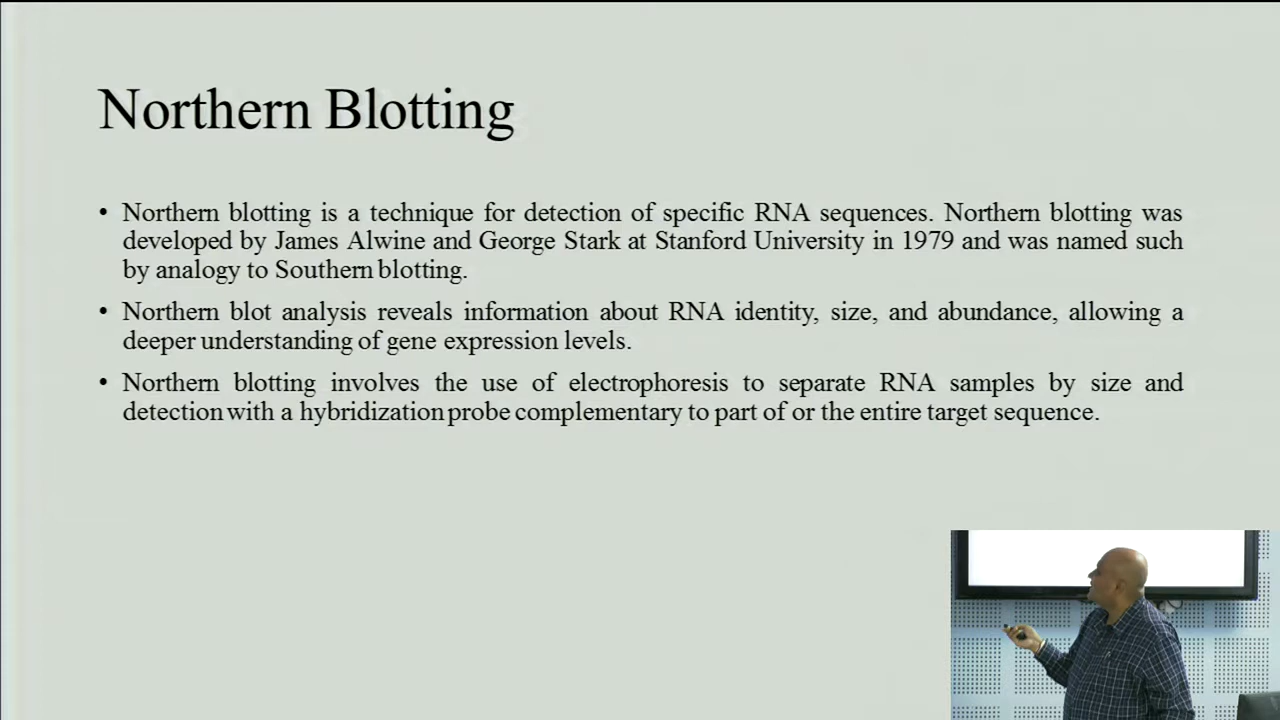 Northern Blotting
• Northern blotting is a technique for detection of specific RNA sequences. Northern blotting was
developed by James Alwine and George Stark at Stanford University in 1979 and was named such
by analogy to Southern blotting.
• Northern blot analysis reveals information about RNA identity, size, and abundance, allowing a
deeper understanding of gene expression levels.
• Northern blotting involves the use of electrophoresis to separate RNA samples by size and
detection with a hybridization probe complementary to part of or the entire target sequence.